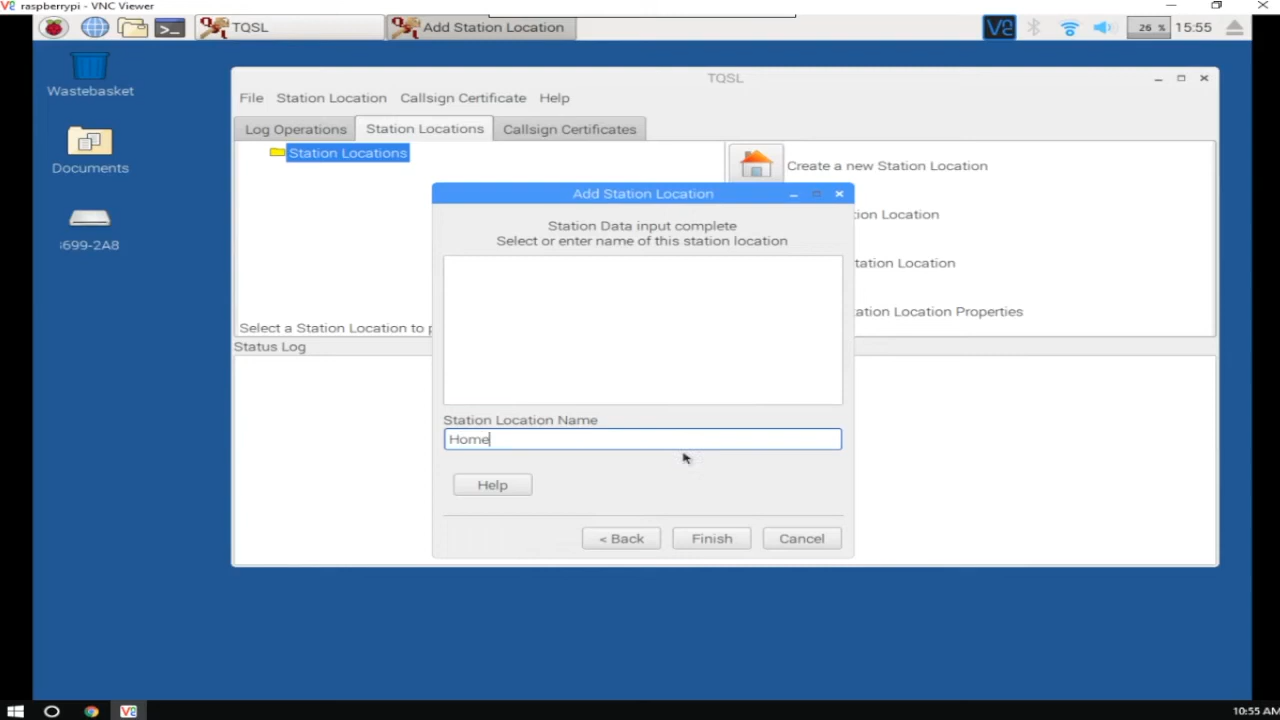 raspberrypi - VNC Viewer
TQSL
Add Station Location
26 %
15:55
Wastebasket
Documents
TQSL
File Station Location Callsign Certificate Help
Log Operations Station Locations Callsign Certificates
Station Locations
Create a new Station Location
Add Station Location
Station Data input complete
Select or enter name of this station location
ion Location
tation Location
ation Location Properties
Select a Station Location to p
Status Log
Station Location Name
Home
Help
< Back Finish Cancel
10:55 AM